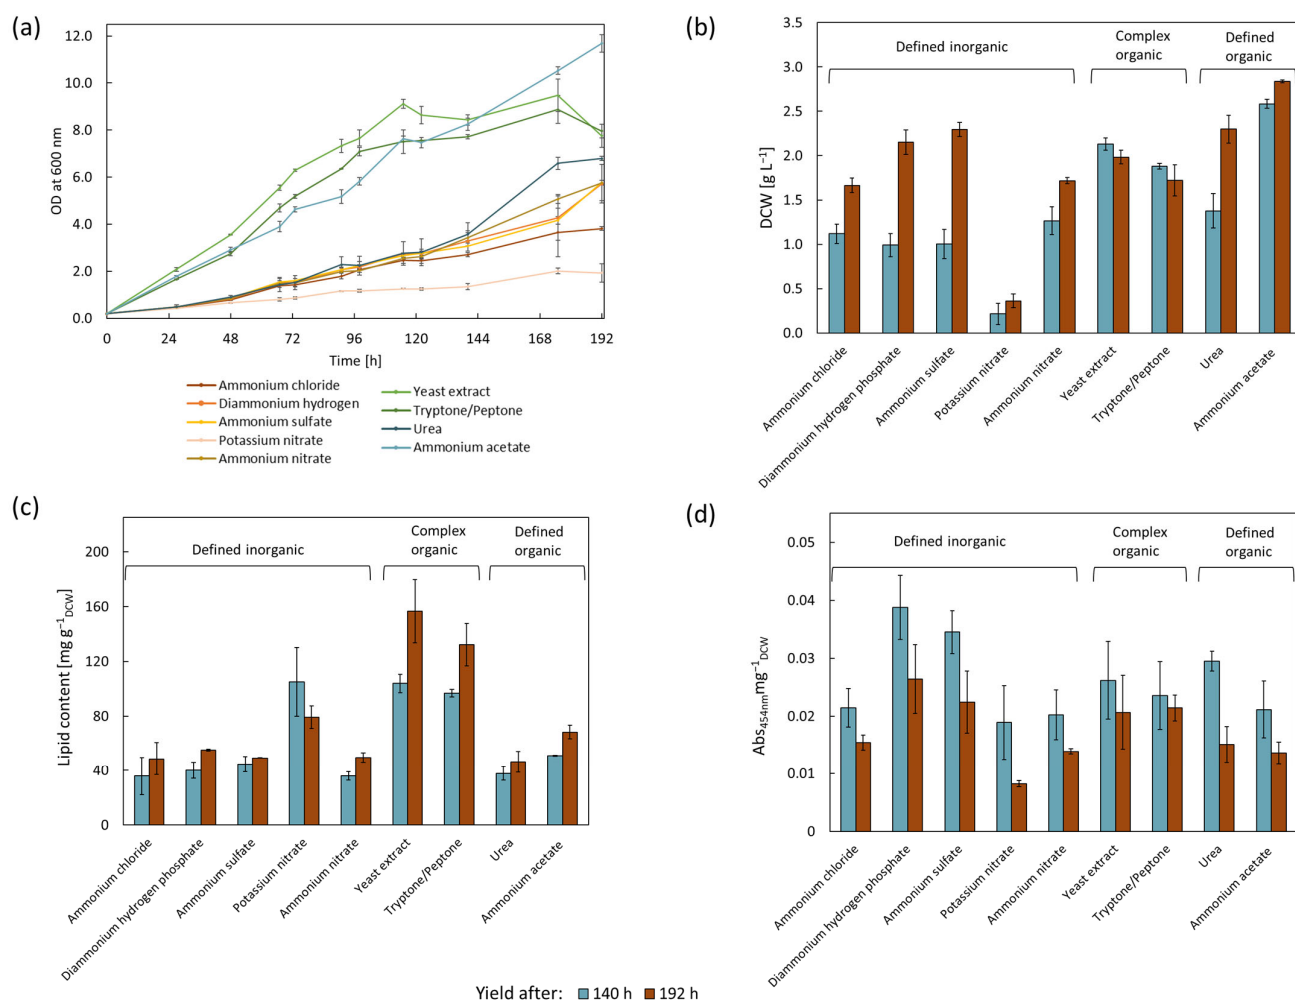 (a)
12.0
10.0
8.0
6.0
4.0
2.0
0.0
OD at 600 nm
0 24 48 72 96 120 144 168 192
Time [h]
Ammonium chloride
Diammonium hydrogen
Ammonium sulfate
Potassium nitrate
Ammonium nitrate
Yeast extract
Tryptone/Peptone
Urea
Ammonium acetate
(b)
Defined inorganic
Complex
organic
Defined
organic
3.5
3.0
2.5
2.0
1.5
1.0
0.5
0.0
DCW [g L⁻¹]
Ammonium chloride
Diammonium hydrogen phosphate
Ammonium sulfate
Potassium nitrate
Ammonium nitrate
Yeast extract
Tryptone/Peptone
Urea
Ammonium acetate
(c)
Defined inorganic
Complex
organic
Defined
organic
200
160
120
80
40
0
Lipid content [mg g⁻¹DCW]
Ammonium chloride
Diammonium hydrogen phosphate
Ammonium sulfate
Potassium nitrate
Ammonium nitrate
Yeast extract
Tryptone/Peptone
Urea
Ammonium acetate
(d)
Defined inorganic
Complex
organic
Defined
organic
0.05
0.04
0.03
0.02
0.01
0
Abs454nm mg⁻¹DCW
Ammonium chloride
Diammonium hydrogen phosphate
Ammonium sulfate
Potassium nitrate
Ammonium nitrate
Yeast extract
Tryptone/Peptone
Urea
Ammonium acetate
Yield after: 140 h 192 h